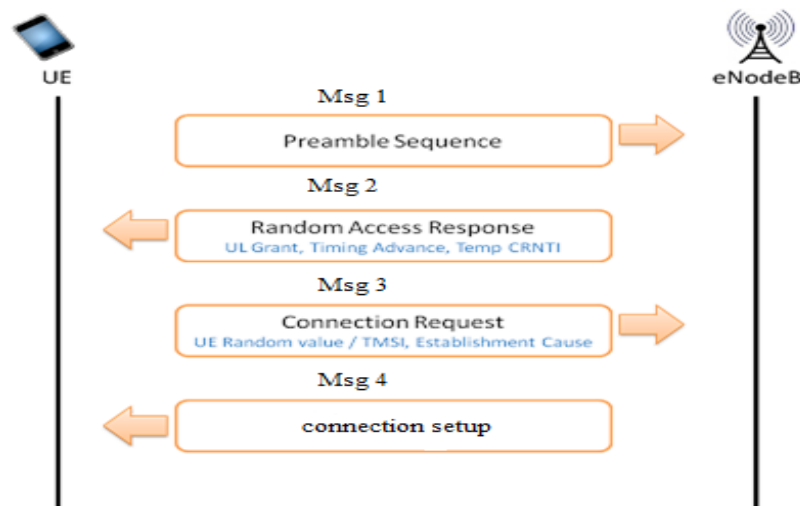 UE
eNodeB
Msg 1
Preamble Sequence
Msg 2
Random Access Response
UL Grant, Timing Advance, Temp CRNTI
Msg 3
Connection Request
UE Random value / TMSI, Establishment Cause
Msg 4
connection setup